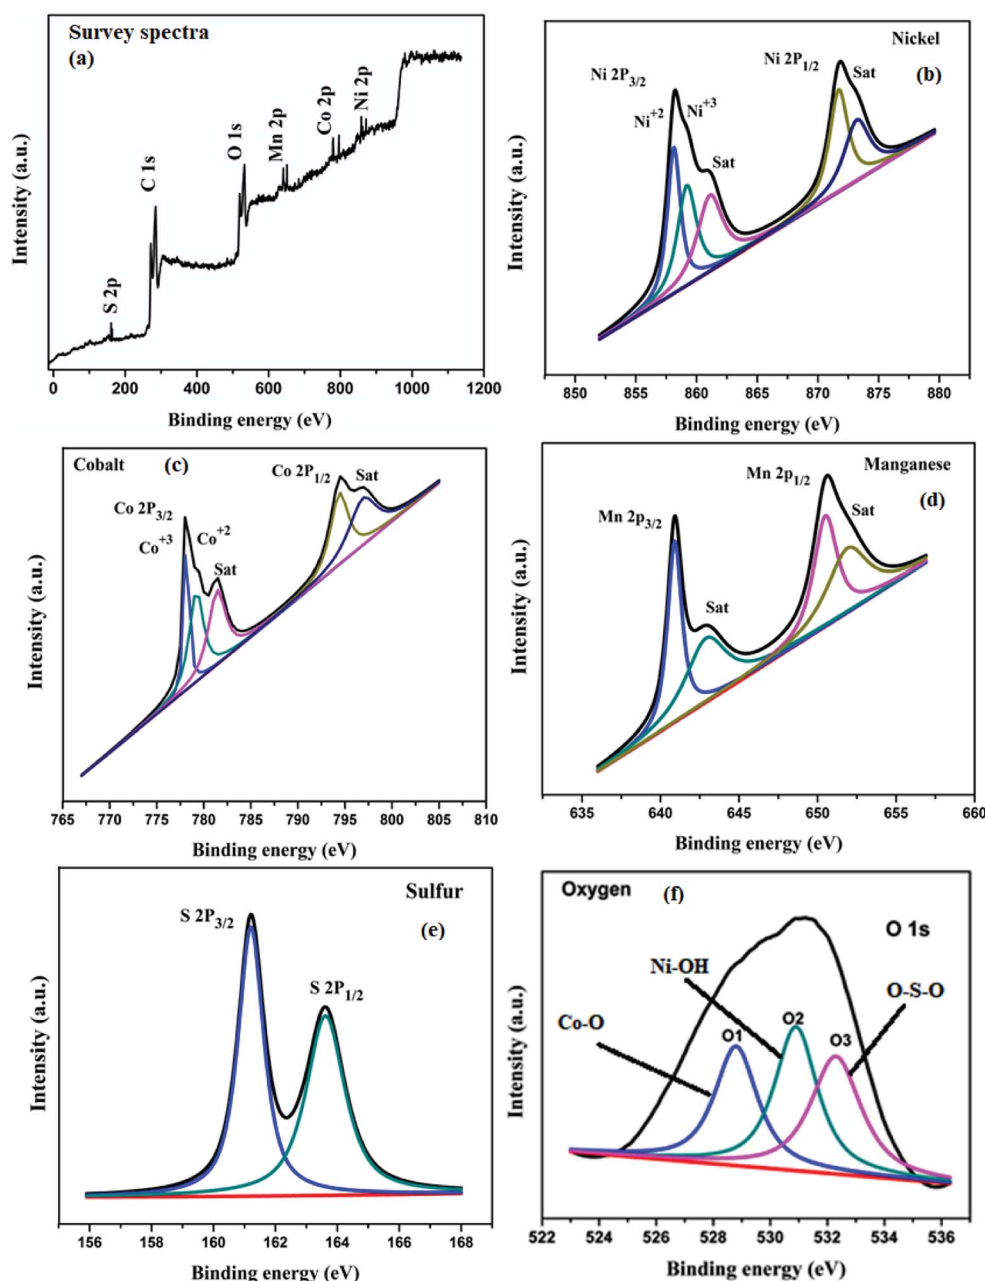 Survey spectra
(a)
S 2p
C 1s
O 1s
Mn 2p
Co 2p
Ni 2p
Intensity (a.u.)
0 200 400 600 800 1000 1200
Binding energy (eV)
Nickel
(b)
Ni 2P3/2
Ni+2
Ni+3
Sat
Ni 2P1/2
Sat
Intensity (a.u.)
850 855 860 865 870 875 880
Binding energy (eV)
Cobalt
(c)
Co 2P3/2
Co+3
Co+2
Sat
Co 2P1/2
Sat
Intensity (a.u.)
765 770 775 780 785 790 795 800 805 810
Binding energy (eV)
Manganese
(d)
Mn 2p3/2
Sat
Mn 2p1/2
Sat
Intensity (a.u.)
635 640 645 650 655 660
Binding energy (eV)
Sulfur
(e)
S 2P3/2
S 2P1/2
Intensity (a.u.)
156 158 160 162 164 166 168
Binding energy (eV)
Oxygen
(f)
O 1s
Ni-OH
O-S-O
Co-O
O1
O2
O3
Intensity (a.u.)
522 524 526 528 530 532 534 536
Binding energy (eV)